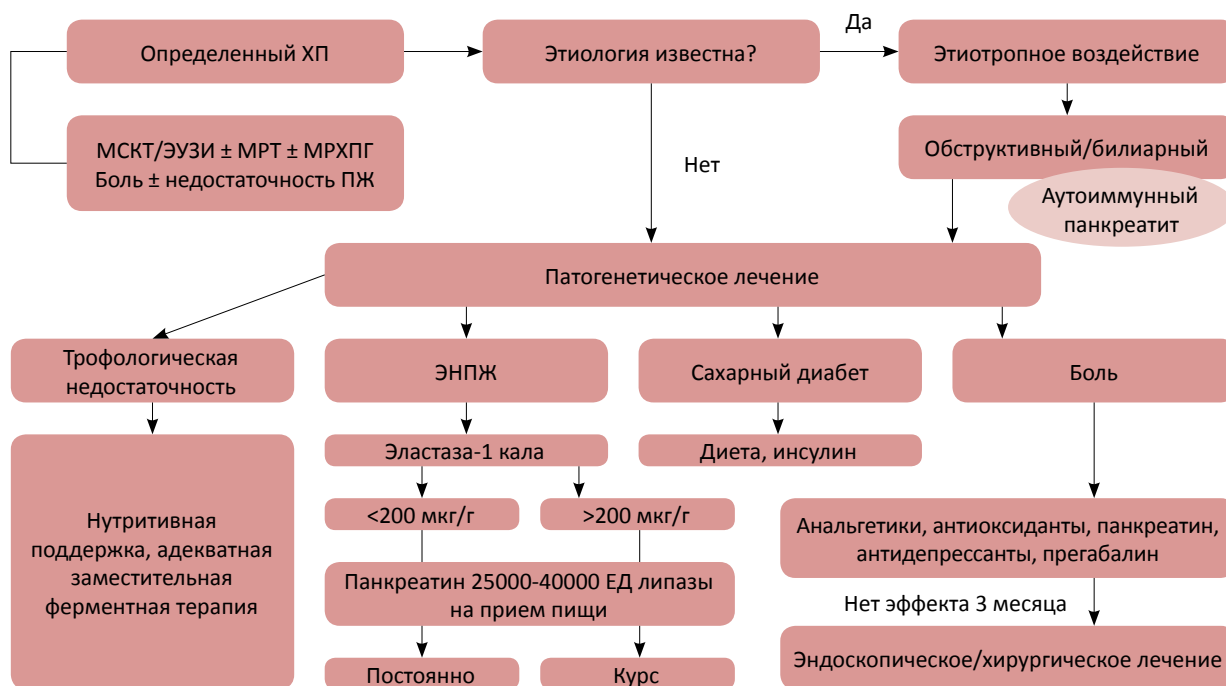 Определенный ХП
Этиология известна?
Да
Этиотропное воздействие
МСКТ/ЭУЗИ ± МРТ ± МРХПГ
Боль ± недостаточность ПЖ
Нет
Обструктивный/билиарный
Аутоиммунный
панкреатит
Патогенетическое лечение
Трофологическая
недостаточность
ЭНПЖ
Сахарный диабет
Боль
Эластаза-1 кала
Диета, инсулин
<200 мкг/г
>200 мкг/г
Нутритивная
поддержка, адекватная
заместительная
ферментная терапия
Анальгетики, антиоксиданты, панкреатин,
антидепрессанты, прегабалин
Панкреатин 25000-40000 ЕД липазы
на прием пищи
Нет эффекта 3 месяца
Постоянно
Курс
Эндоскопическое/хирургическое лечение